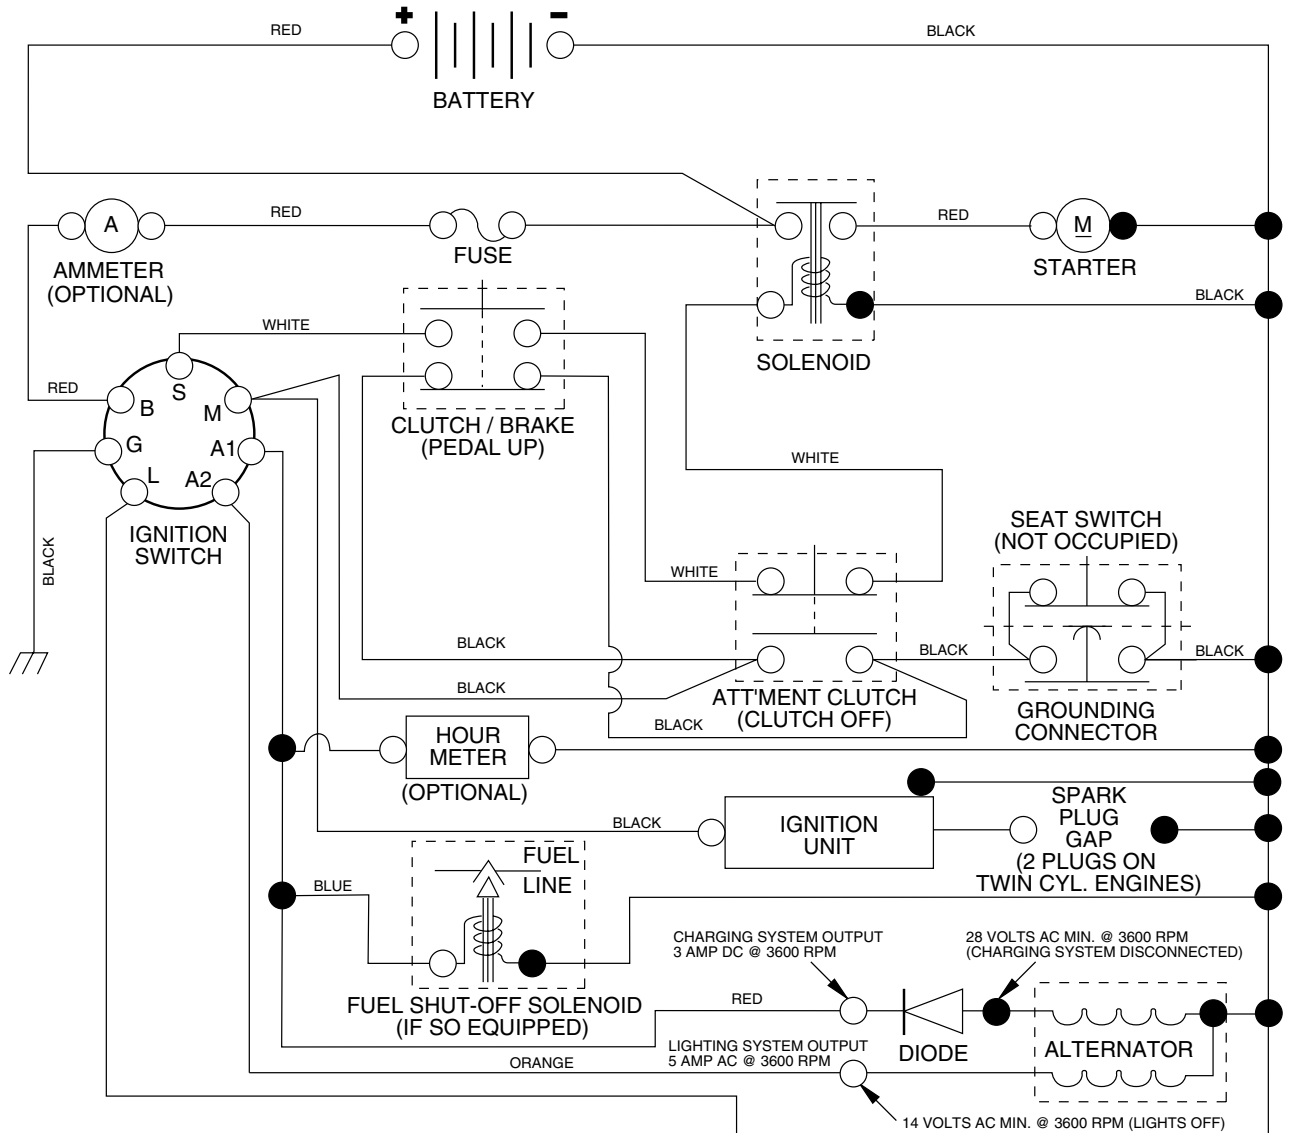 + −
RED
BLACK
BATTERY
RED
A
AMMETER
(OPTIONAL)
FUSE
RED
M
STARTER
BLACK
SOLENOID
WHITE
RED
S
B
M
G
A1
L
A2
IGNITION
SWITCH
CLUTCH / BRAKE
(PEDAL UP)
WHITE
BLACK
SEAT SWITCH
(NOT OCCUPIED)
WHITE
BLACK
BLACK
BLACK
BLACK
ATT'MENT CLUTCH
(CLUTCH OFF)
BLACK
GROUNDING
CONNECTOR
HOUR
METER
(OPTIONAL)
BLACK
IGNITION
UNIT
SPARK
PLUG
GAP
(2 PLUGS ON
TWIN CYL. ENGINES)
FUEL
LINE
BLUE
FUEL SHUT-OFF SOLENOID
(IF SO EQUIPPED)
CHARGING SYSTEM OUTPUT
3 AMP DC @ 3600 RPM
28 VOLTS AC MIN. @ 3600 RPM
(CHARGING SYSTEM DISCONNECTED)
RED
DIODE
ALTERNATOR
LIGHTING SYSTEM OUTPUT
5 AMP AC @ 3600 RPM
ORANGE
14 VOLTS AC MIN. @ 3600 RPM (LIGHTS OFF)